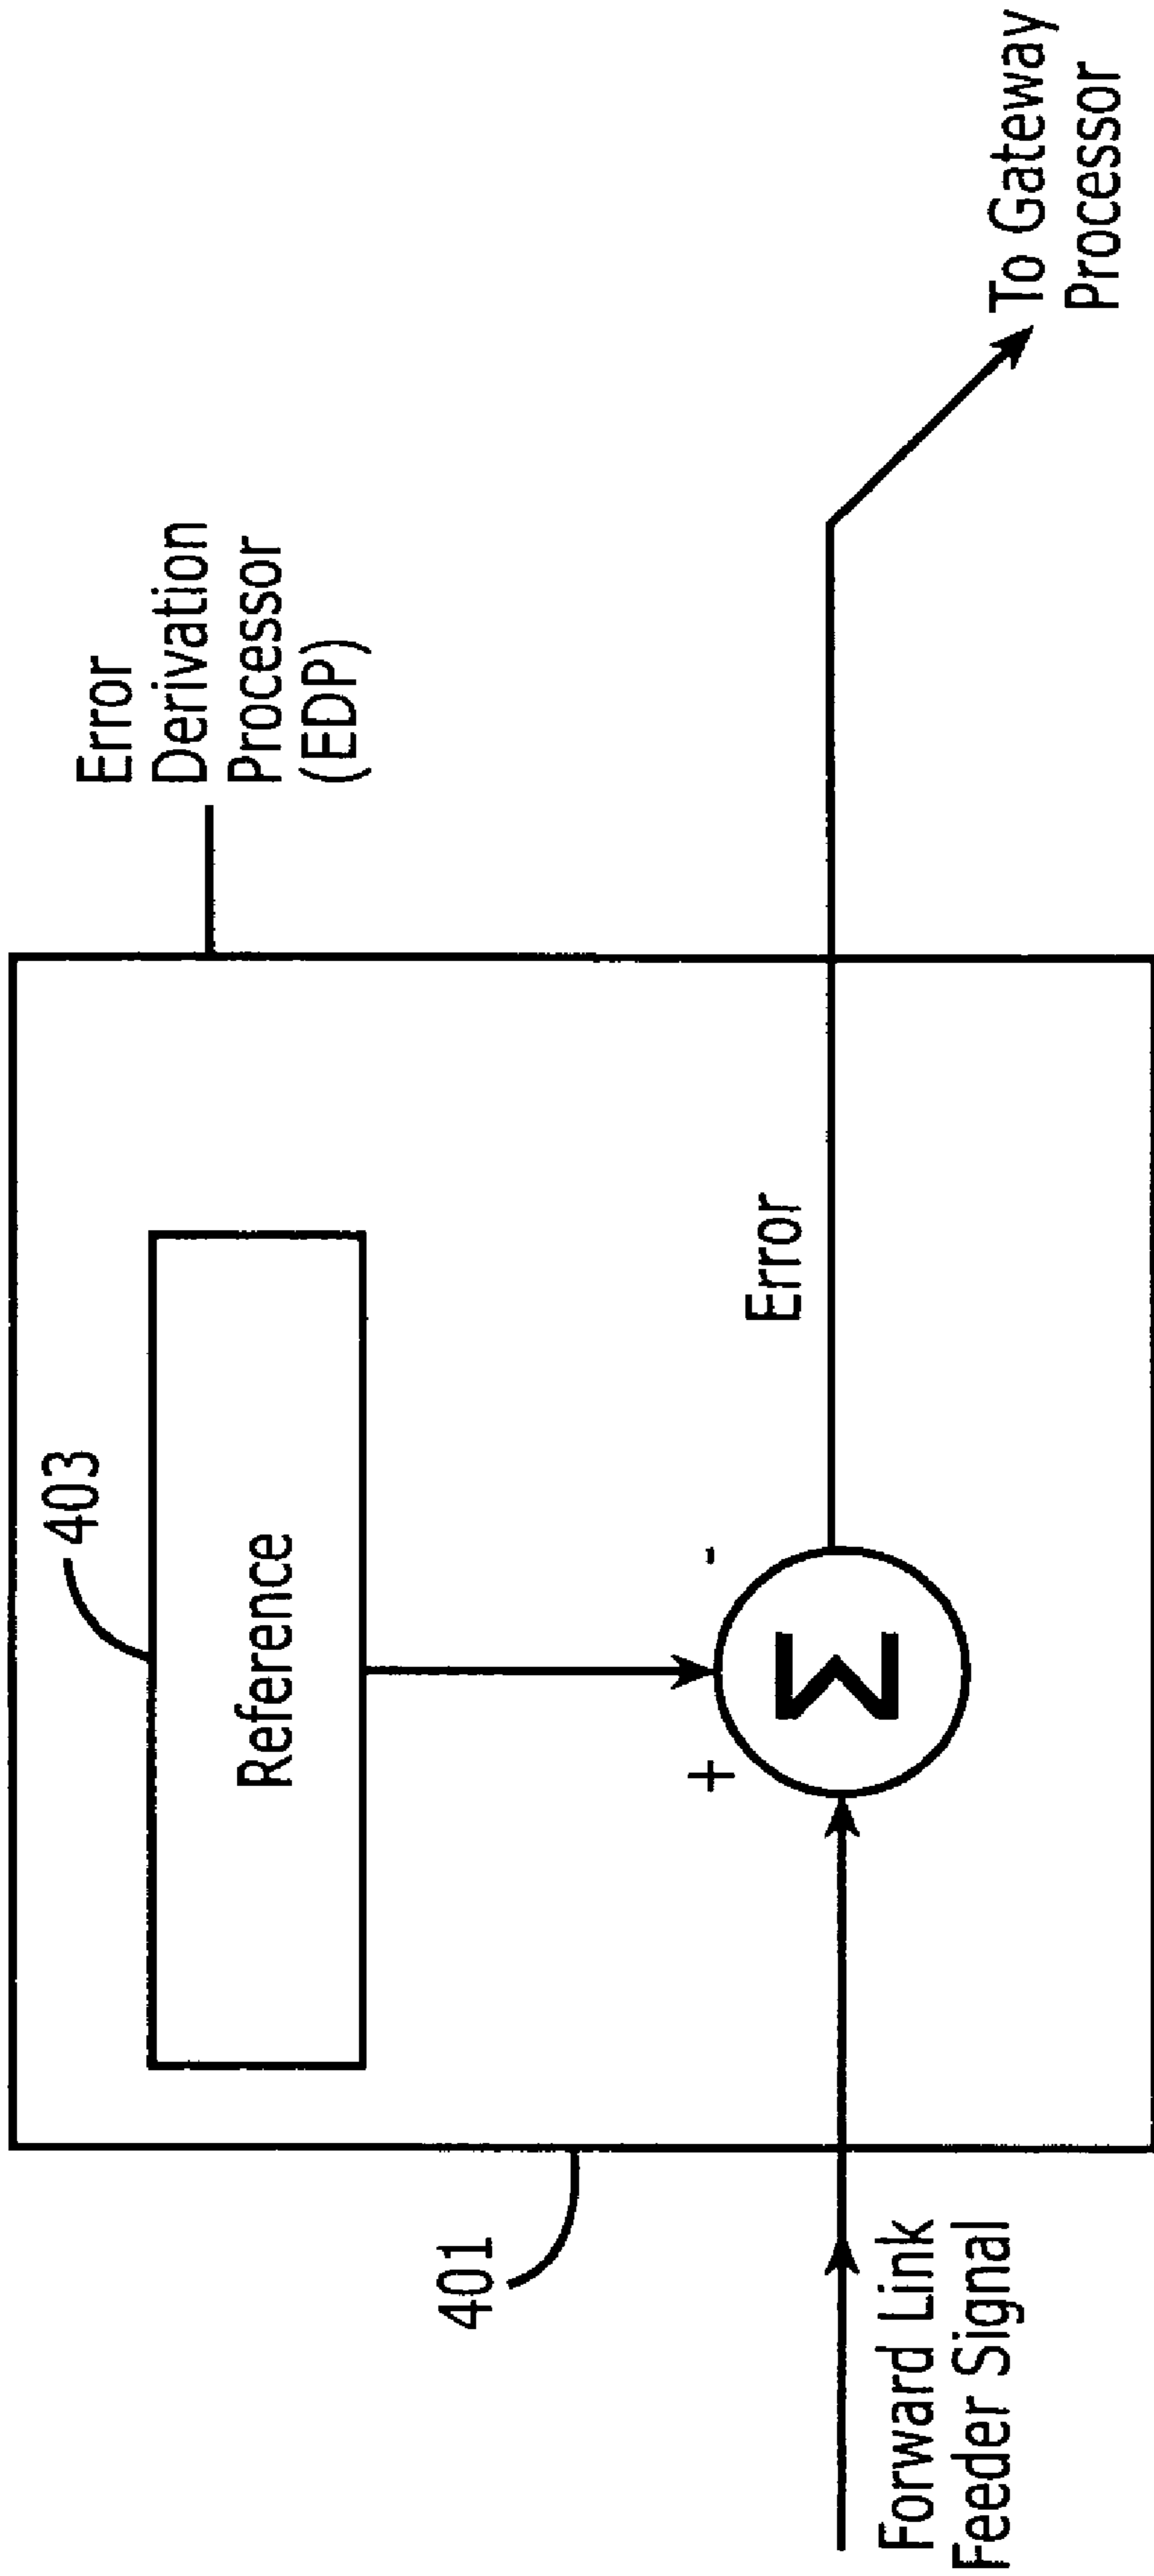 Error
Derivation
Processor
(EDP)
403
Reference
401
+
-
Σ
Error
Forward Link
Feeder Signal
To Gateway
Processor